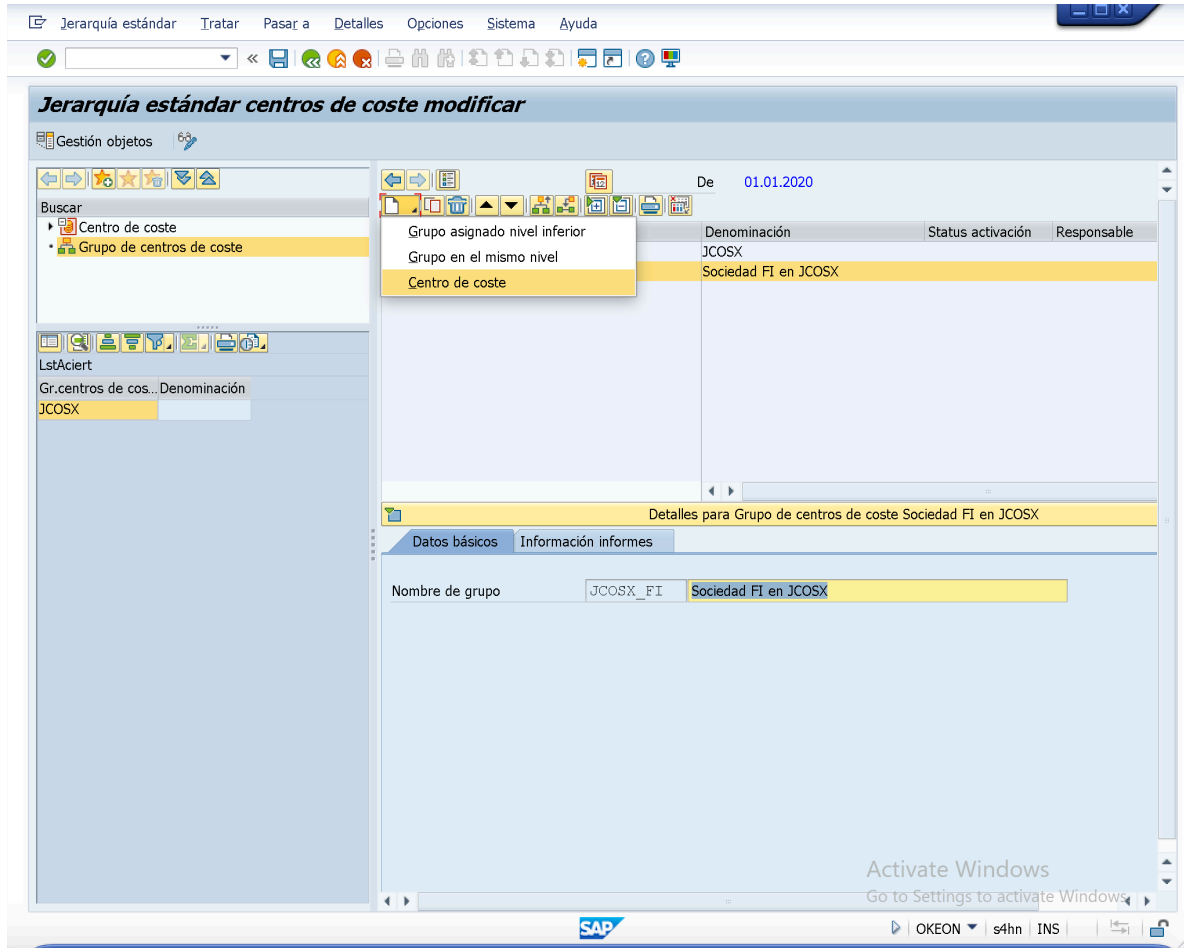 Jerarquía estándar Tratar Pasar a Detalles Opciones Sistema Ayuda
Jerarquía estándar centros de coste modificar
Gestión objetos
De 01.01.2020
Buscar
Centro de coste
Grupo de centros de coste
Grupo asignado nivel inferior
Grupo en el mismo nivel
Centro de coste
Denominación Status activación Responsable
JCOSX
Sociedad FI en JCOSX
LstAciert
Gr.centros de cos... Denominación
JCOSX
Detalles para Grupo de centros de coste Sociedad FI en JCOSX
Datos básicos Información informes
Nombre de grupo JCOSX_FI Sociedad FI en JCOSX
Activate Windows
Go to Settings to activate Windows.
SAP OKEON s4hn INS